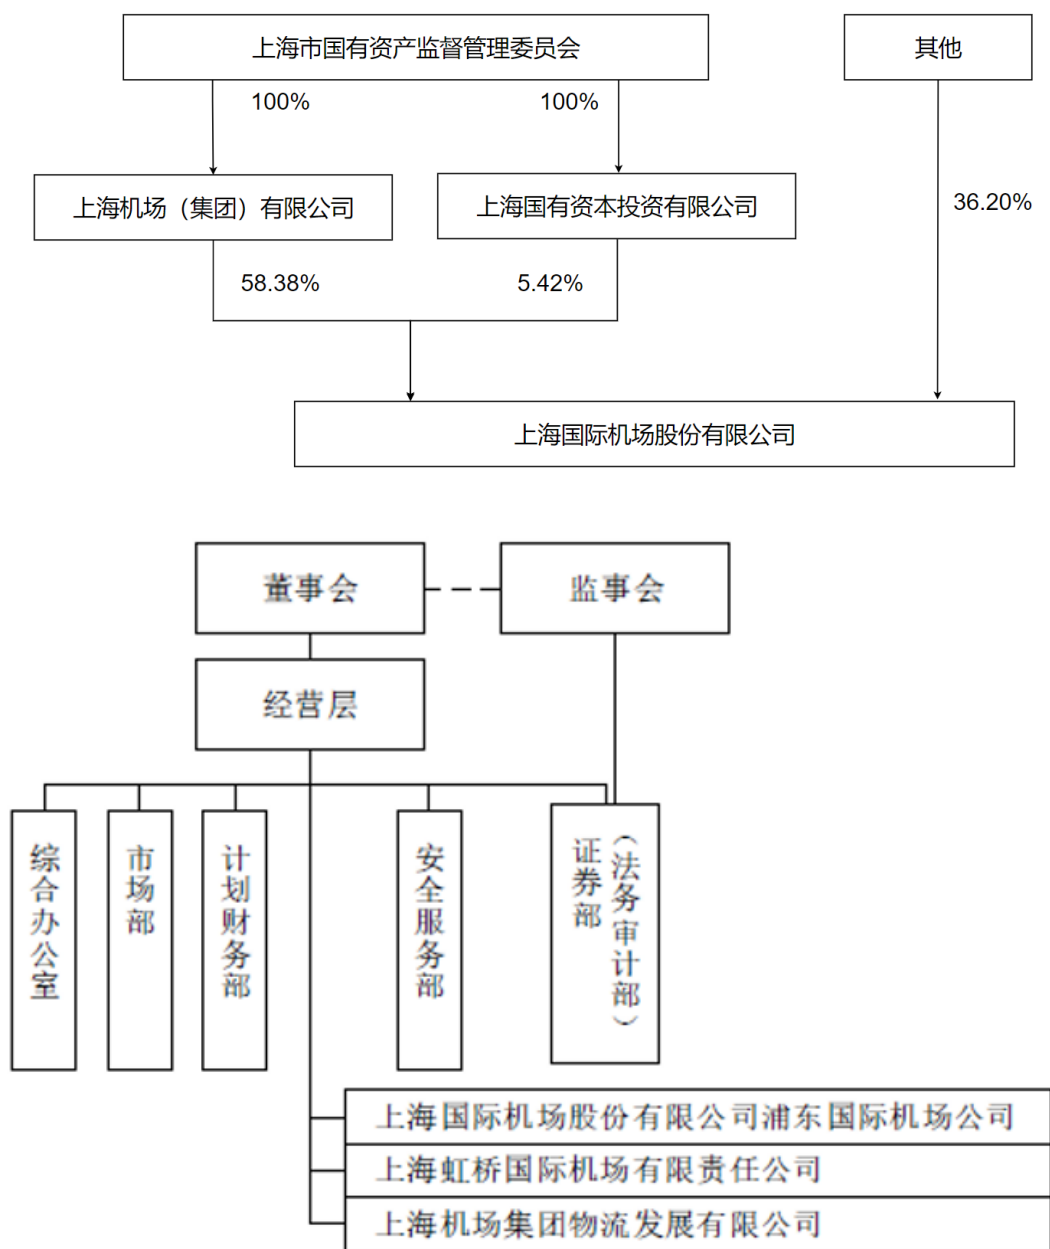 上海市国有资产监督管理委员会
其他
100%
100%
上海机场（集团）有限公司
上海国有资本投资有限公司
36.20%
58.38%
5.42%
上海国际机场股份有限公司
董事会
监事会
经营层
综合办公室
市场部
计划财务部
安全服务部
证券部
（法务审计部）
上海国际机场股份有限公司浦东国际机场公司
上海虹桥国际机场有限责任公司
上海机场集团物流发展有限公司